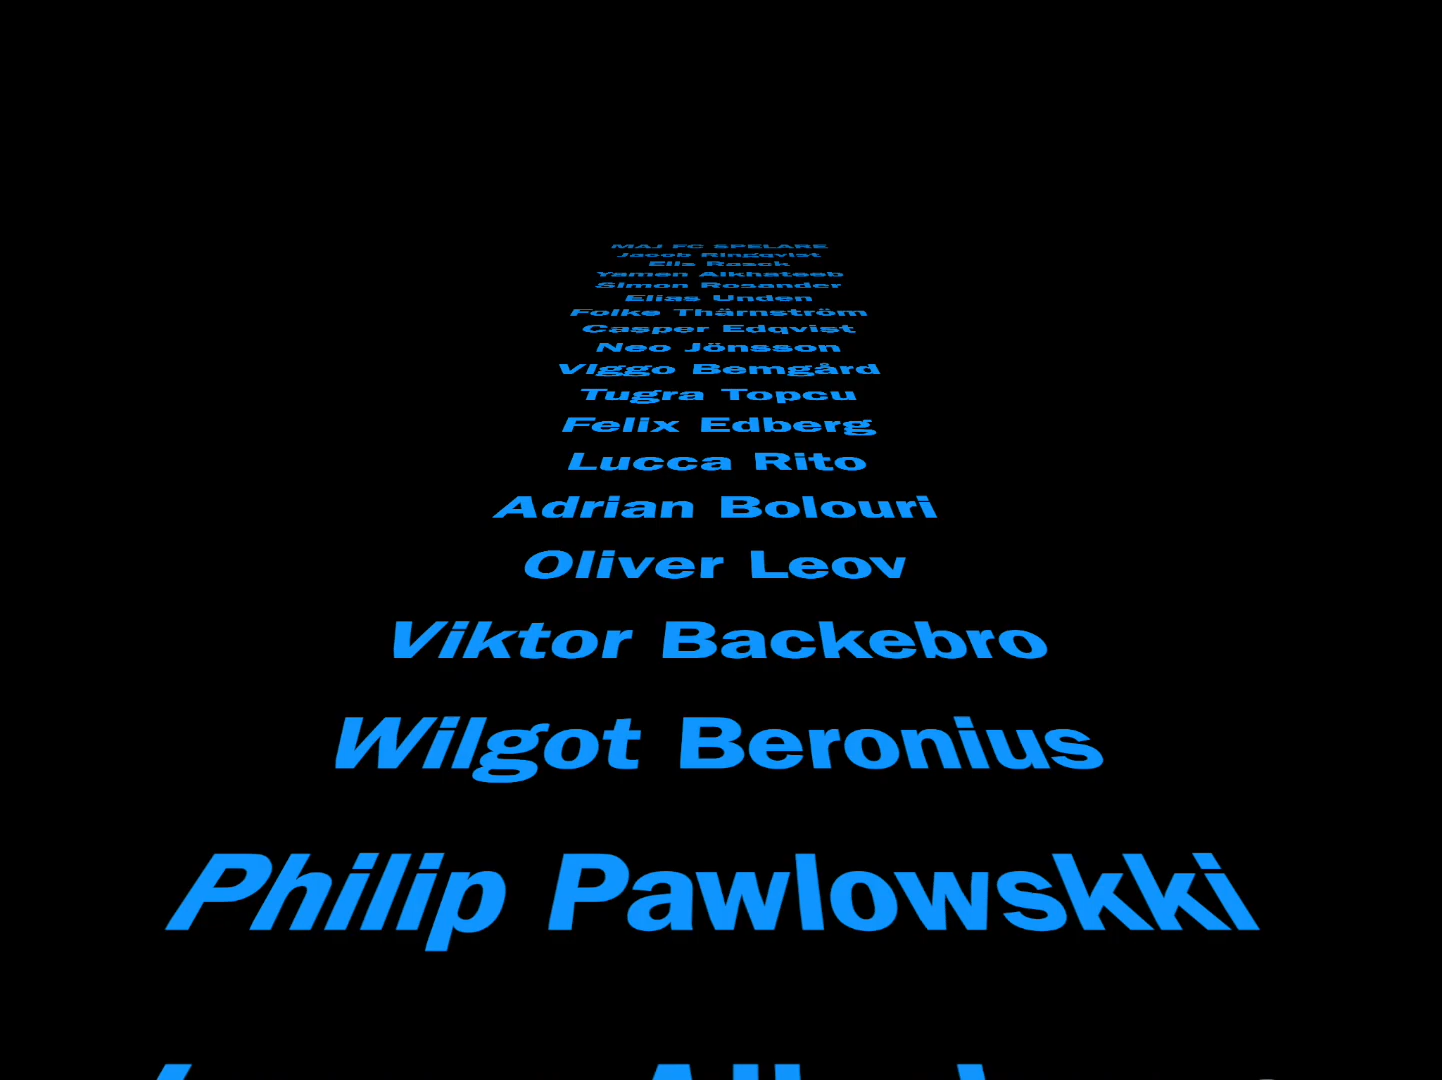 MAJ FC SPELARE
Jacob Ringqvist
Elis Rosck
Yamen Alkhateeb
Simon Rosander
Elias Unden
Folke Thärnström
Casper Edqvist
Neo Jönsson
Viggo Bemgård
Tugra Topcu
Felix Edberg
Lucca Rito
Adrian Bolouri
Oliver Leov
Viktor Backebro
Wilgot Beronius
Philip Pawlowskki